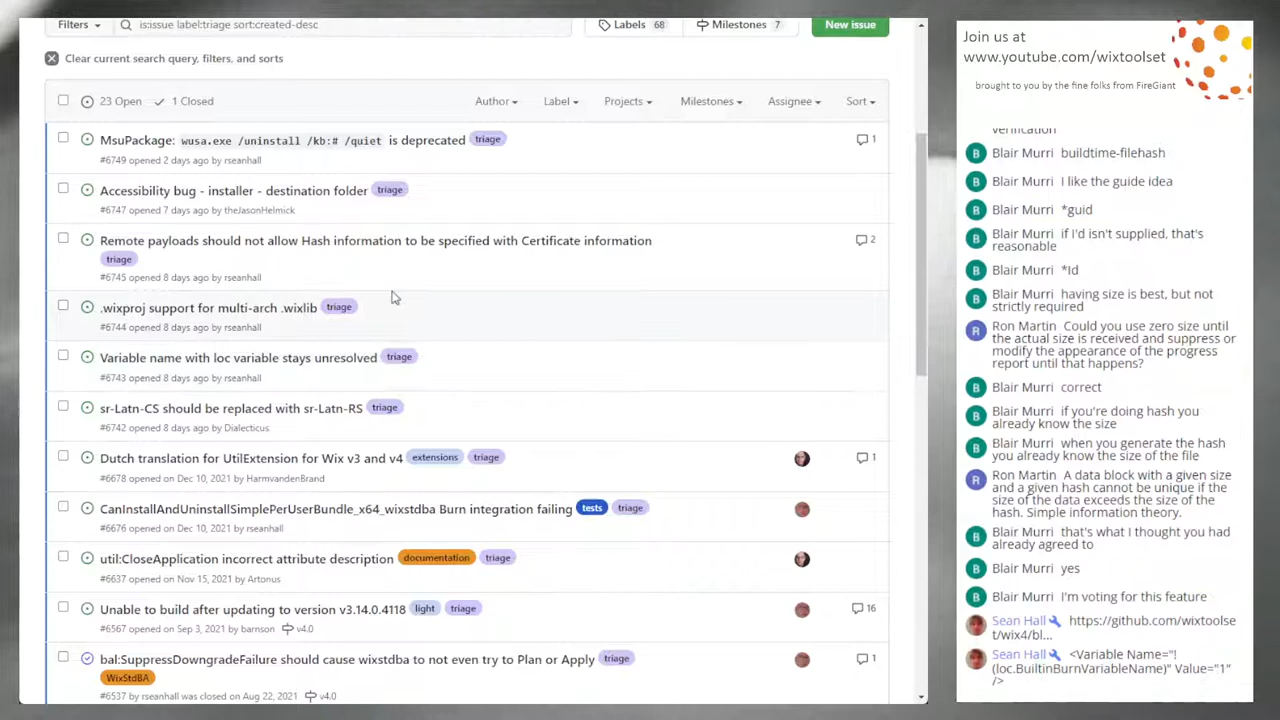 Filters
is:issue label:triage sort:created-desc
Labels 68
Milestones 7
New issue
Clear current search query, filters, and sorts
23 Open
1 Closed
Author
Label
Projects
Milestones
Assignee
Sort
MsuPackage: wusa.exe /uninstall /kb:# /quiet is deprecated triage
1
#6749 opened 2 days ago by rseanhall
Accessibility bug - installer - destination folder triage
#6747 opened 7 days ago by theJasonHelmick
Remote payloads should not allow Hash information to be specified with Certificate information
2
triage
#6745 opened 8 days ago by rseanhall
.wixproj support for multi-arch .wixlib triage
#6744 opened 8 days ago by rseanhall
Variable name with loc variable stays unresolved triage
#6743 opened 8 days ago by rseanhall
sr-Latn-CS should be replaced with sr-Latn-RS triage
#6742 opened 8 days ago by Dialecticus
Dutch translation for UtilExtension for Wix v3 and v4 extensions triage
1
#6678 opened on Dec 10, 2021 by HarmvandenBrand
CanInstallAndUninstallSimplePerUserBundle_x64_wixstdba Burn integration failing tests triage
#6676 opened on Dec 10, 2021 by rseanhall
util:CloseApplication incorrect attribute description documentation triage
#6637 opened on Nov 15, 2021 by Artonus
Unable to build after updating to version v3.14.0.4118 light triage
16
#6567 opened on Sep 3, 2021 by barnson v4.0
bal:SuppressDowngradeFailure should cause wixstdba to not even try to Plan or Apply triage
1
WixStdBA
#6537 by rseanhall was closed on Aug 22, 2021 v4.0
Join us at
www.youtube.com/wixtoolset
brought to you by the fine folks from FireGiant
verification
B Blair Murri buildtime-filehash
B Blair Murri I like the guide idea
B Blair Murri *guid
B Blair Murri if I'd isn't supplied, that's
reasonable
B Blair Murri *Id
B Blair Murri having size is best, but not
strictly required
R Ron Martin Could you use zero size until
the actual size is received and suppress or
modify the appearance of the progress
report until that happens?
B Blair Murri correct
B Blair Murri if you're doing hash you
already know the size
B Blair Murri when you generate the hash
you already know the size of the file
R Ron Martin A data block with a given size
and a given hash cannot be unique if the
size of the data exceeds the size of the
hash. Simple information theory.
B Blair Murri that's what I thought you had
already agreed to
B Blair Murri yes
B Blair Murri I'm voting for this feature
Sean Hall https://github.com/wixtoolse
t/wix4/bl...
Sean Hall <Variable Name="!
(loc.BuiltinBurnVariableName)" Value="1"
/>